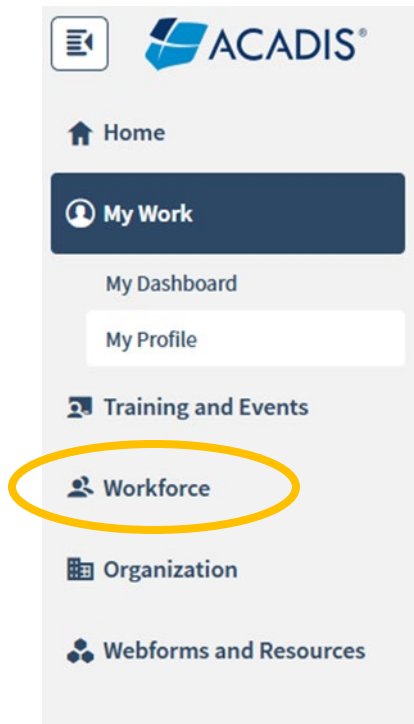 ACADIS®
Home
My Work
My Dashboard
My Profile
Training and Events
Workforce
Organization
Webforms and Resources